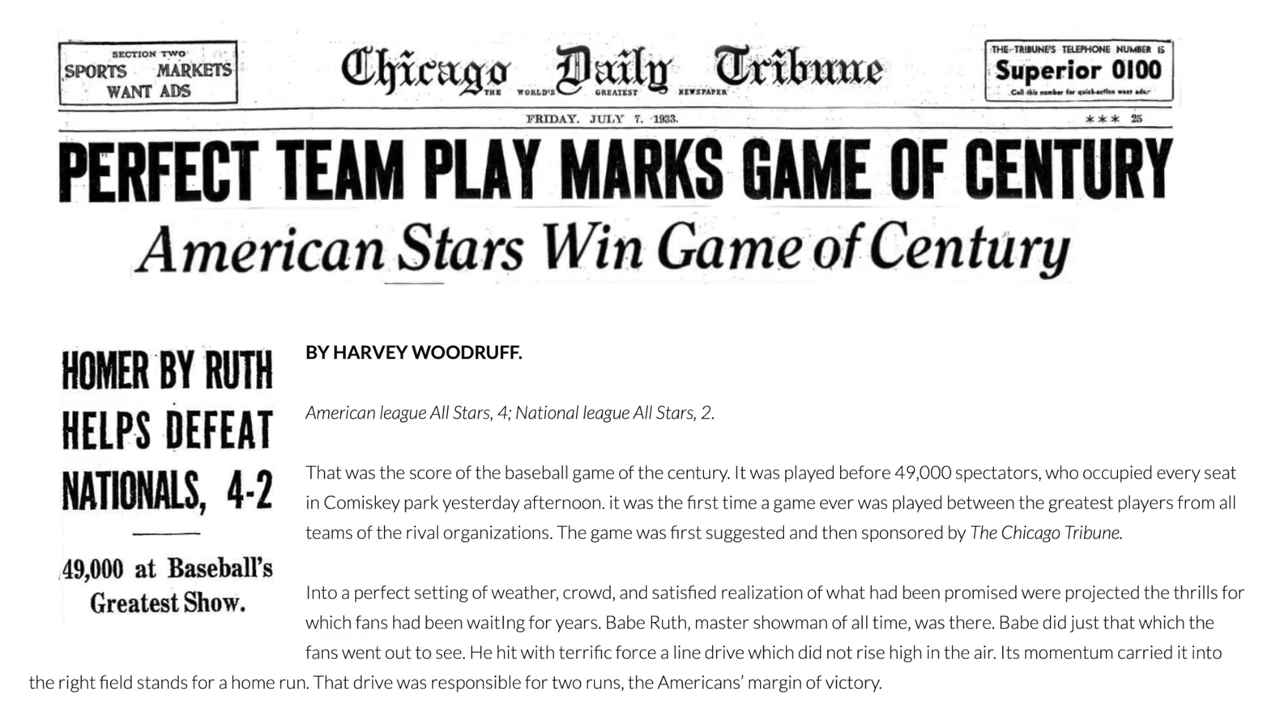 SECTION TWO
SPORTS MARKETS
WANT ADS
Chicago Daily Tribune
THE WORLD'S GREATEST NEWSPAPER
THE TRIBUNE'S TELEPHONE NUMBER IS
Superior 0100
Call this number for quick-action want ads.
FRIDAY. JULY 7. 1933.
*** 25
PERFECT TEAM PLAY MARKS GAME OF CENTURY
American Stars Win Game of Century
HOMER BY RUTH
HELPS DEFEAT
NATIONALS, 4-2
49,000 at Baseball's
Greatest Show.
BY HARVEY WOODRUFF.
American league All Stars, 4; National league All Stars, 2.
That was the score of the baseball game of the century. It was played before 49,000 spectators, who occupied every seat
in Comiskey park yesterday afternoon. it was the first time a game ever was played between the greatest players from all
teams of the rival organizations. The game was first suggested and then sponsored by The Chicago Tribune.
Into a perfect setting of weather, crowd, and satisfied realization of what had been promised were projected the thrills for
which fans had been waitIng for years. Babe Ruth, master showman of all time, was there. Babe did just that which the
fans went out to see. He hit with terrific force a line drive which did not rise high in the air. Its momentum carried it into
the right field stands for a home run. That drive was responsible for two runs, the Americans' margin of victory.